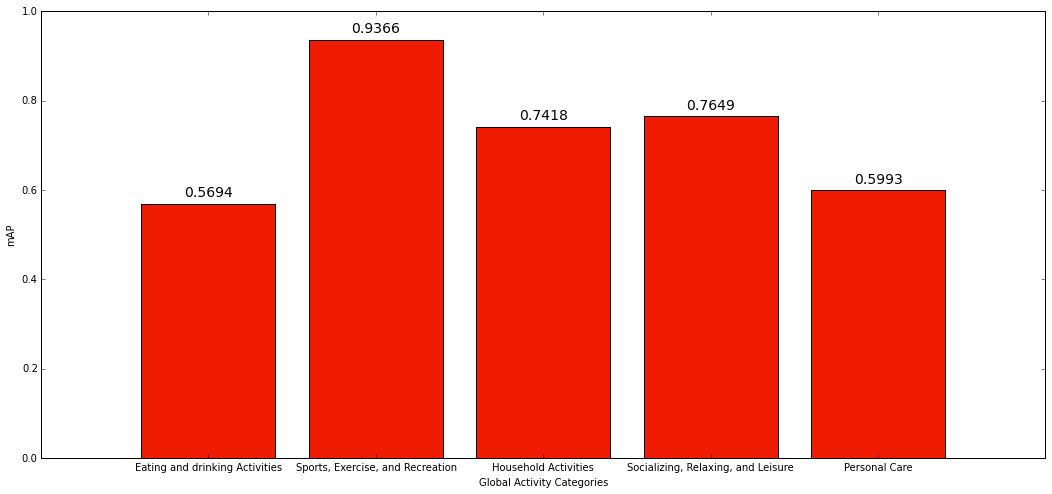 1.0
0.8
0.6
0.4
0.2
0.0
mAP
0.5694
0.9366
0.7418
0.7649
0.5993
Eating and drinking Activities
Sports, Exercise, and Recreation
Household Activities
Socializing, Relaxing, and Leisure
Personal Care
Global Activity Categories